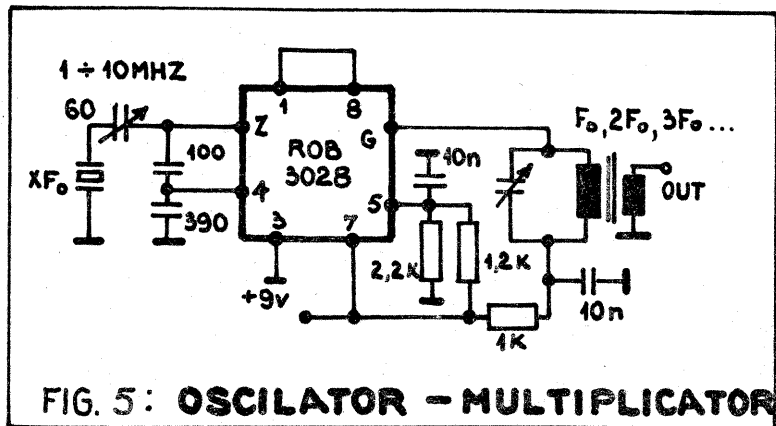 1 ÷ 10MHZ
60
XF₀
100
390
Z
4
1
8
ROB
3028
G
5
3
7
+9v
10n
2,2K
1,2K
1K
10n
F₀, 2F₀, 3F₀ ...
OUT
FIG. 5: OSCILATOR - MULTIPLICATOR